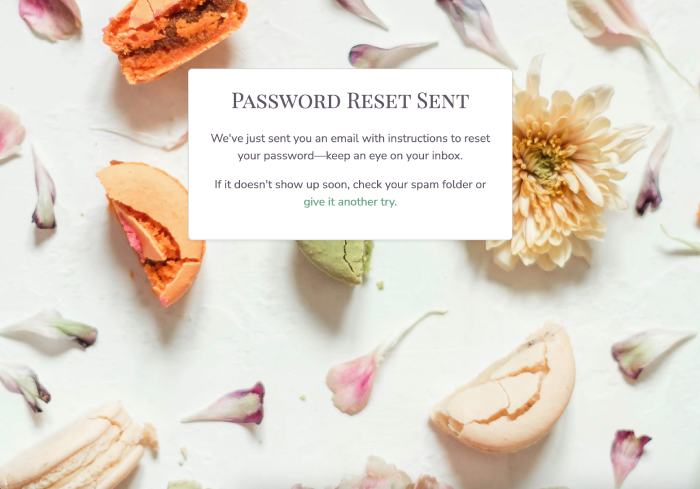 Password Reset Sent
We've just sent you an email with instructions to reset
your password—keep an eye on your inbox.
If it doesn't show up soon, check your spam folder or
give it another try.